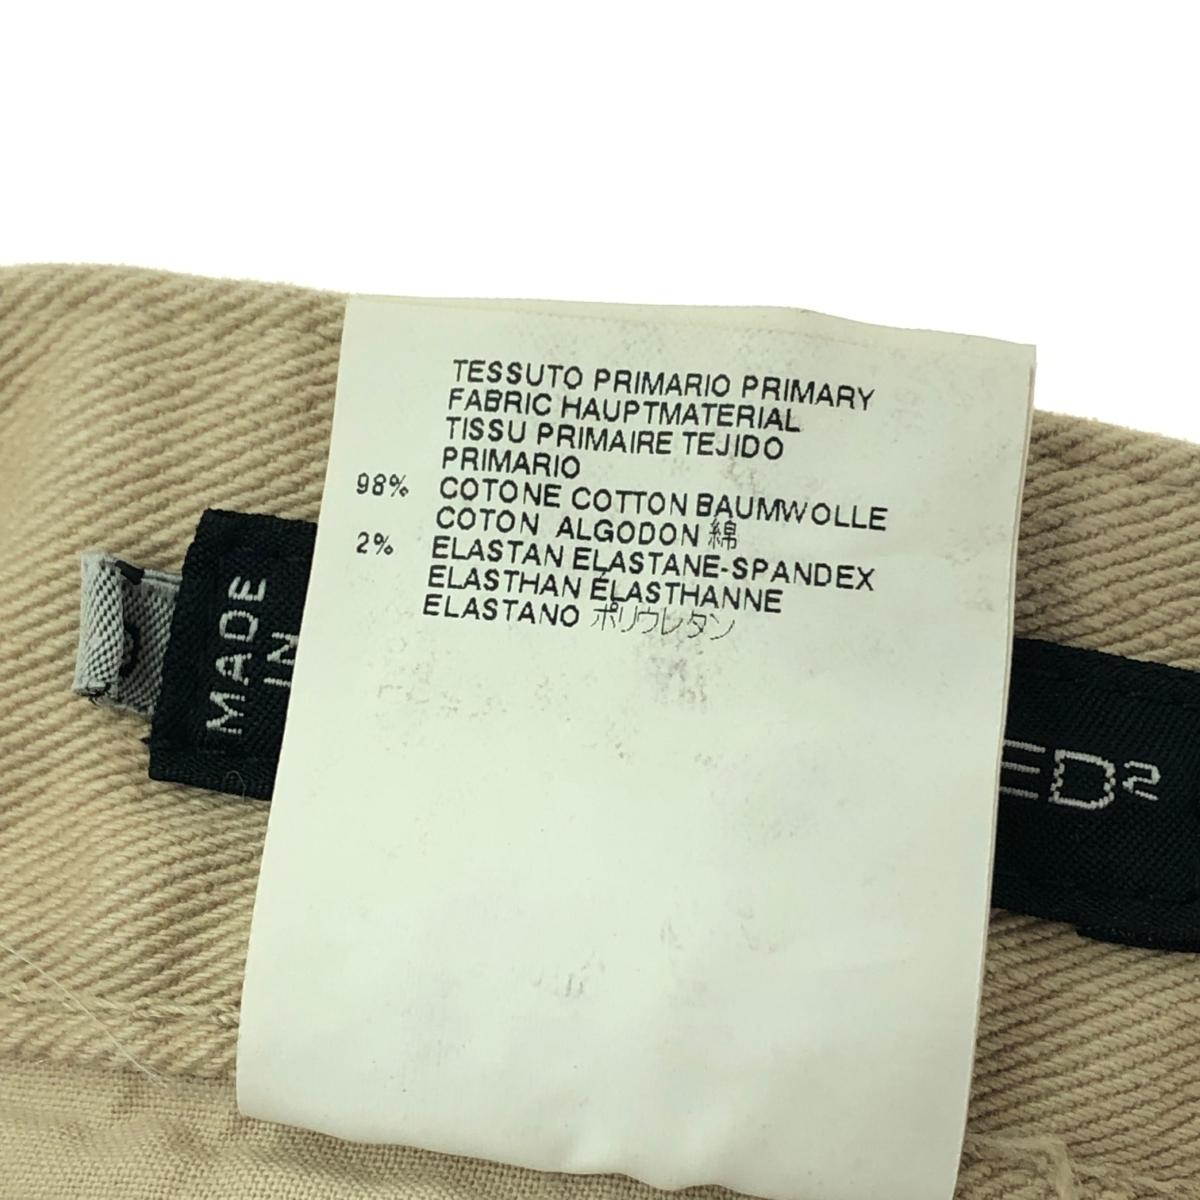 TESSUTO PRIMARIO PRIMARY
FABRIC HAUPTMATERIAL
TISSU PRIMAIRE TEJIDO
PRIMARIO
98% COTONE COTTON BAUMWOLLE
COTON ALGODON 綿
2% ELASTAN ELASTANE-SPANDEX
ELASTHAN ÉLASTHANNE
ELASTANO ポリウレタン
MADE
IN
ED2